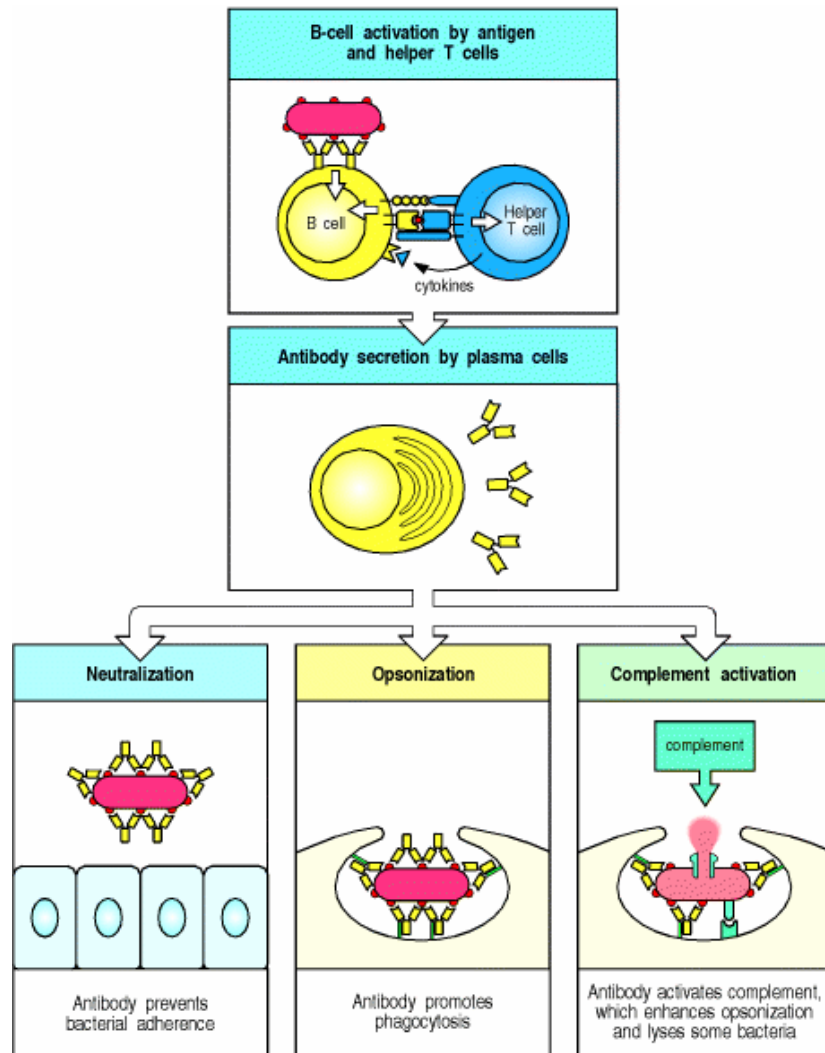 B-cell activation by antigen
and helper T cells
B cell
Helper
T cell
cytokines
Antibody secretion by plasma cells
Neutralization
Opsonization
Complement activation
complement
Antibody prevents
bacterial adherence
Antibody promotes
phagocytosis
Antibody activates complement,
which enhances opsonization
and lyses some bacteria